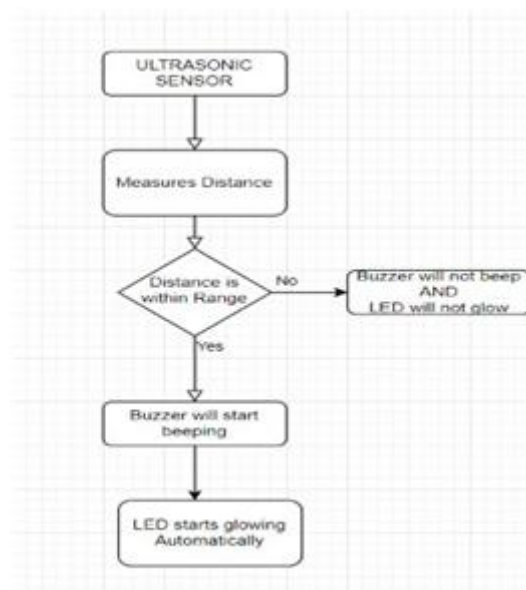 ULTRASONIC
SENSOR
Measures Distance
Distance is
within Range
No
Buzzer will not beep
AND
LED will not glow
Yes
Buzzer will start
beeping
LED starts glowing
Automatically